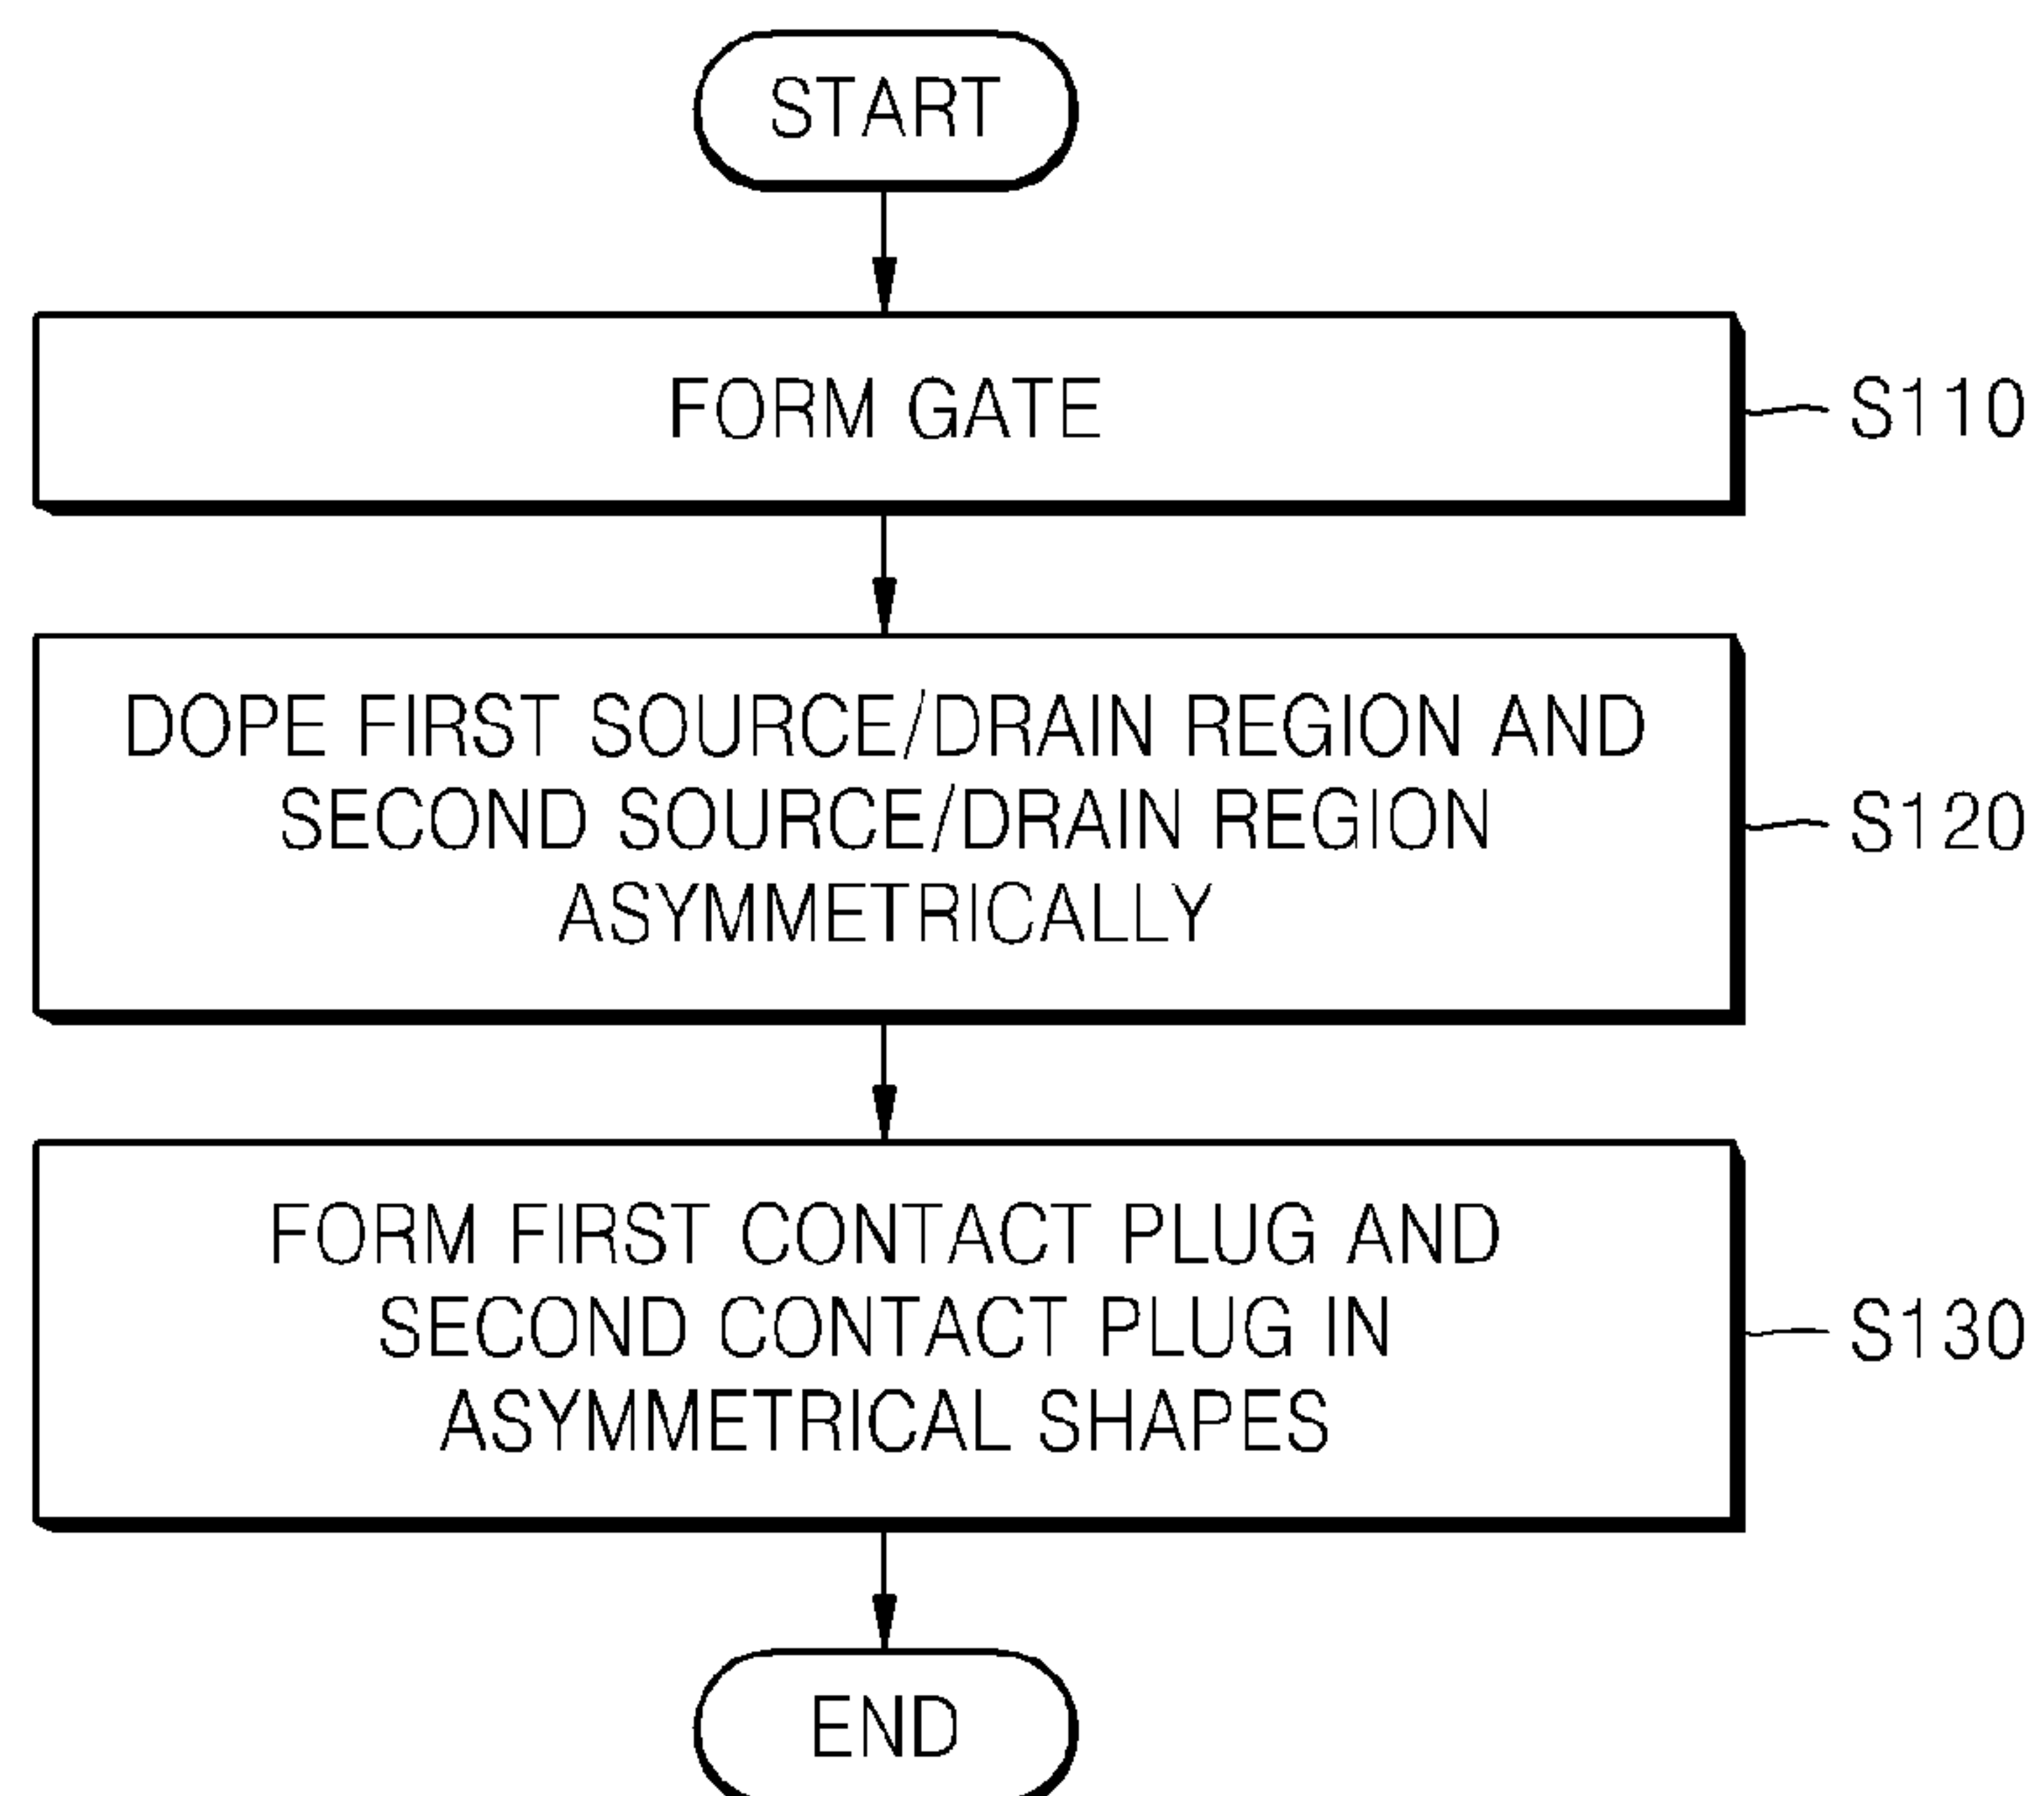 START
FORM GATE
S110
DOPE FIRST SOURCE/DRAIN REGION AND
SECOND SOURCE/DRAIN REGION
ASYMMETRICALLY
S120
FORM FIRST CONTACT PLUG AND
SECOND CONTACT PLUG IN
ASYMMETRICAL SHAPES
S130
END